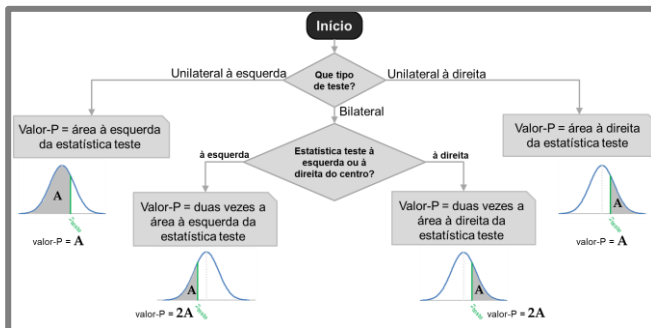 Início
Unilateral à esquerda
Que tipo
de teste?
Unilateral à direita
Bilateral
Valor-P = área à esquerda
da estatística teste
A
valor-P = A
Estatística teste à
esquerda ou à
direita do centro?
à esquerda
à direita
Valor-P = área à direita
da estatística teste
A
valor-P = A
Valor-P = duas vezes a
área à esquerda da
estatística teste
A
valor-P = 2A
Valor-P = duas vezes a
área à direita da
estatística teste
A
valor-P = 2A